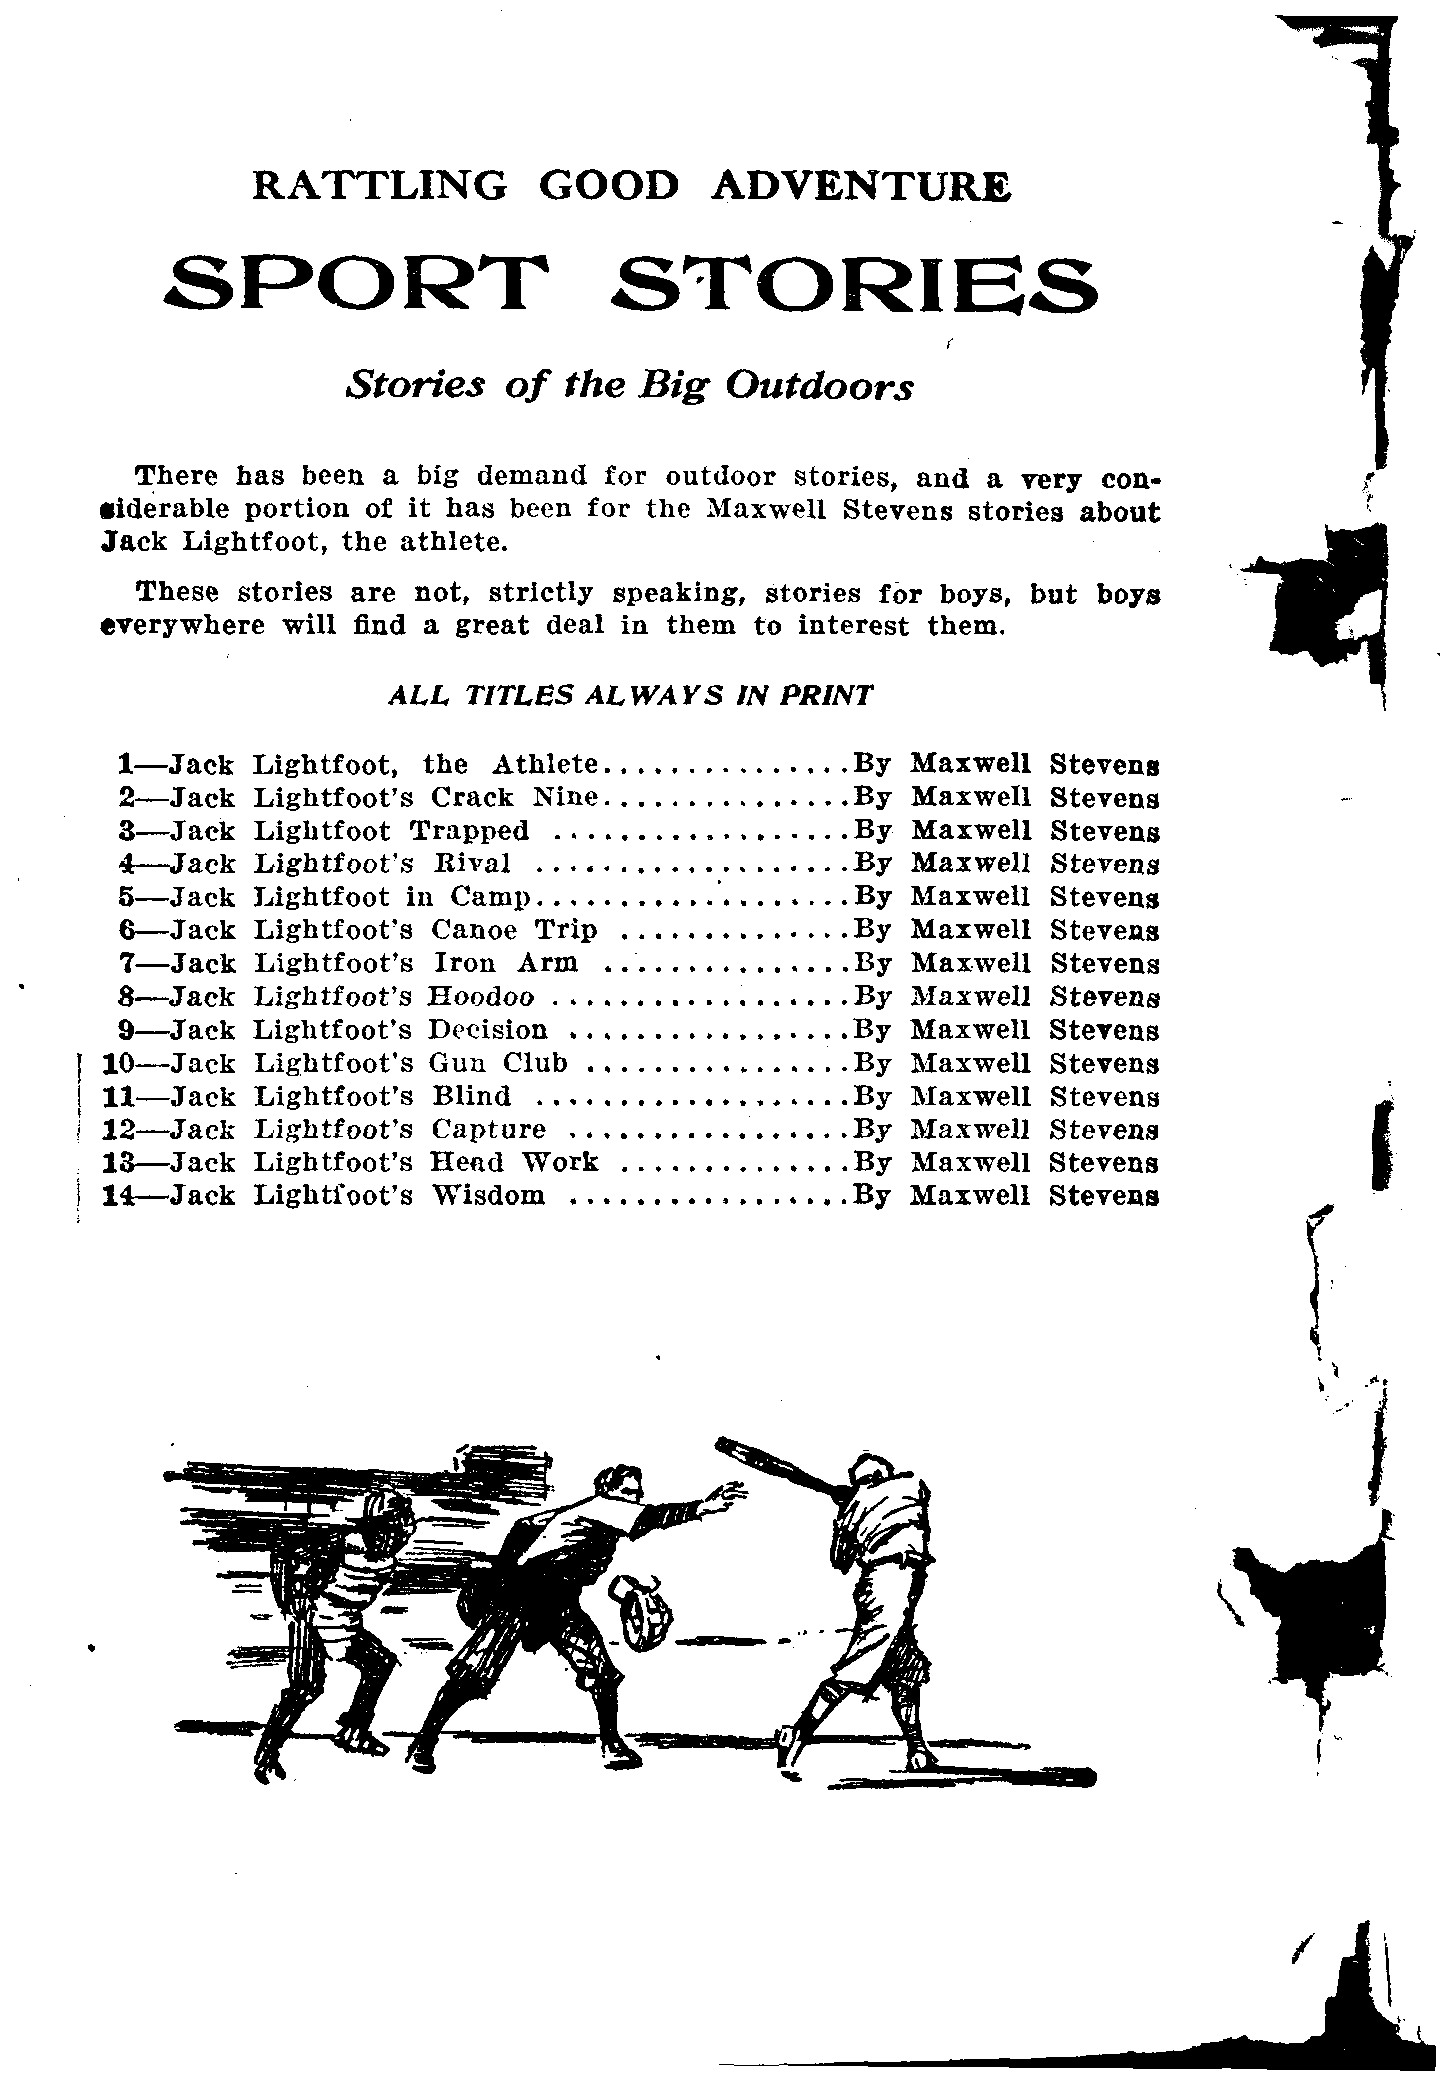 RATTLING GOOD ADVENTURE
SPORT STORIES
Stories of the Big Outdoors
There has been a big demand for outdoor stories, and a very con-
siderable portion of it has been for the Maxwell Stevens stories about
Jack Lightfoot, the athlete.
These stories are not, strictly speaking, stories for boys, but boys
everywhere will find a great deal in them to interest them.
ALL TITLES ALWAYS IN PRINT
1—Jack Lightfoot, the Athlete...............By Maxwell Stevens
2—Jack Lightfoot's Crack Nine...............By Maxwell Stevens
3—Jack Lightfoot Trapped ..................By Maxwell Stevens
4—Jack Lightfoot's Rival ...................By Maxwell Stevens
5—Jack Lightfoot in Camp...................By Maxwell Stevens
6—Jack Lightfoot's Canoe Trip ..............By Maxwell Stevens
7—Jack Lightfoot's Iron Arm ...............By Maxwell Stevens
8—Jack Lightfoot's Hoodoo ..................By Maxwell Stevens
9—Jack Lightfoot's Decision .................By Maxwell Stevens
10—Jack Lightfoot's Gun Club ................By Maxwell Stevens
11—Jack Lightfoot's Blind ...................By Maxwell Stevens
12—Jack Lightfoot's Capture .................By Maxwell Stevens
13—Jack Lightfoot's Head Work ..............By Maxwell Stevens
14—Jack Lightfoot's Wisdom .................By Maxwell Stevens